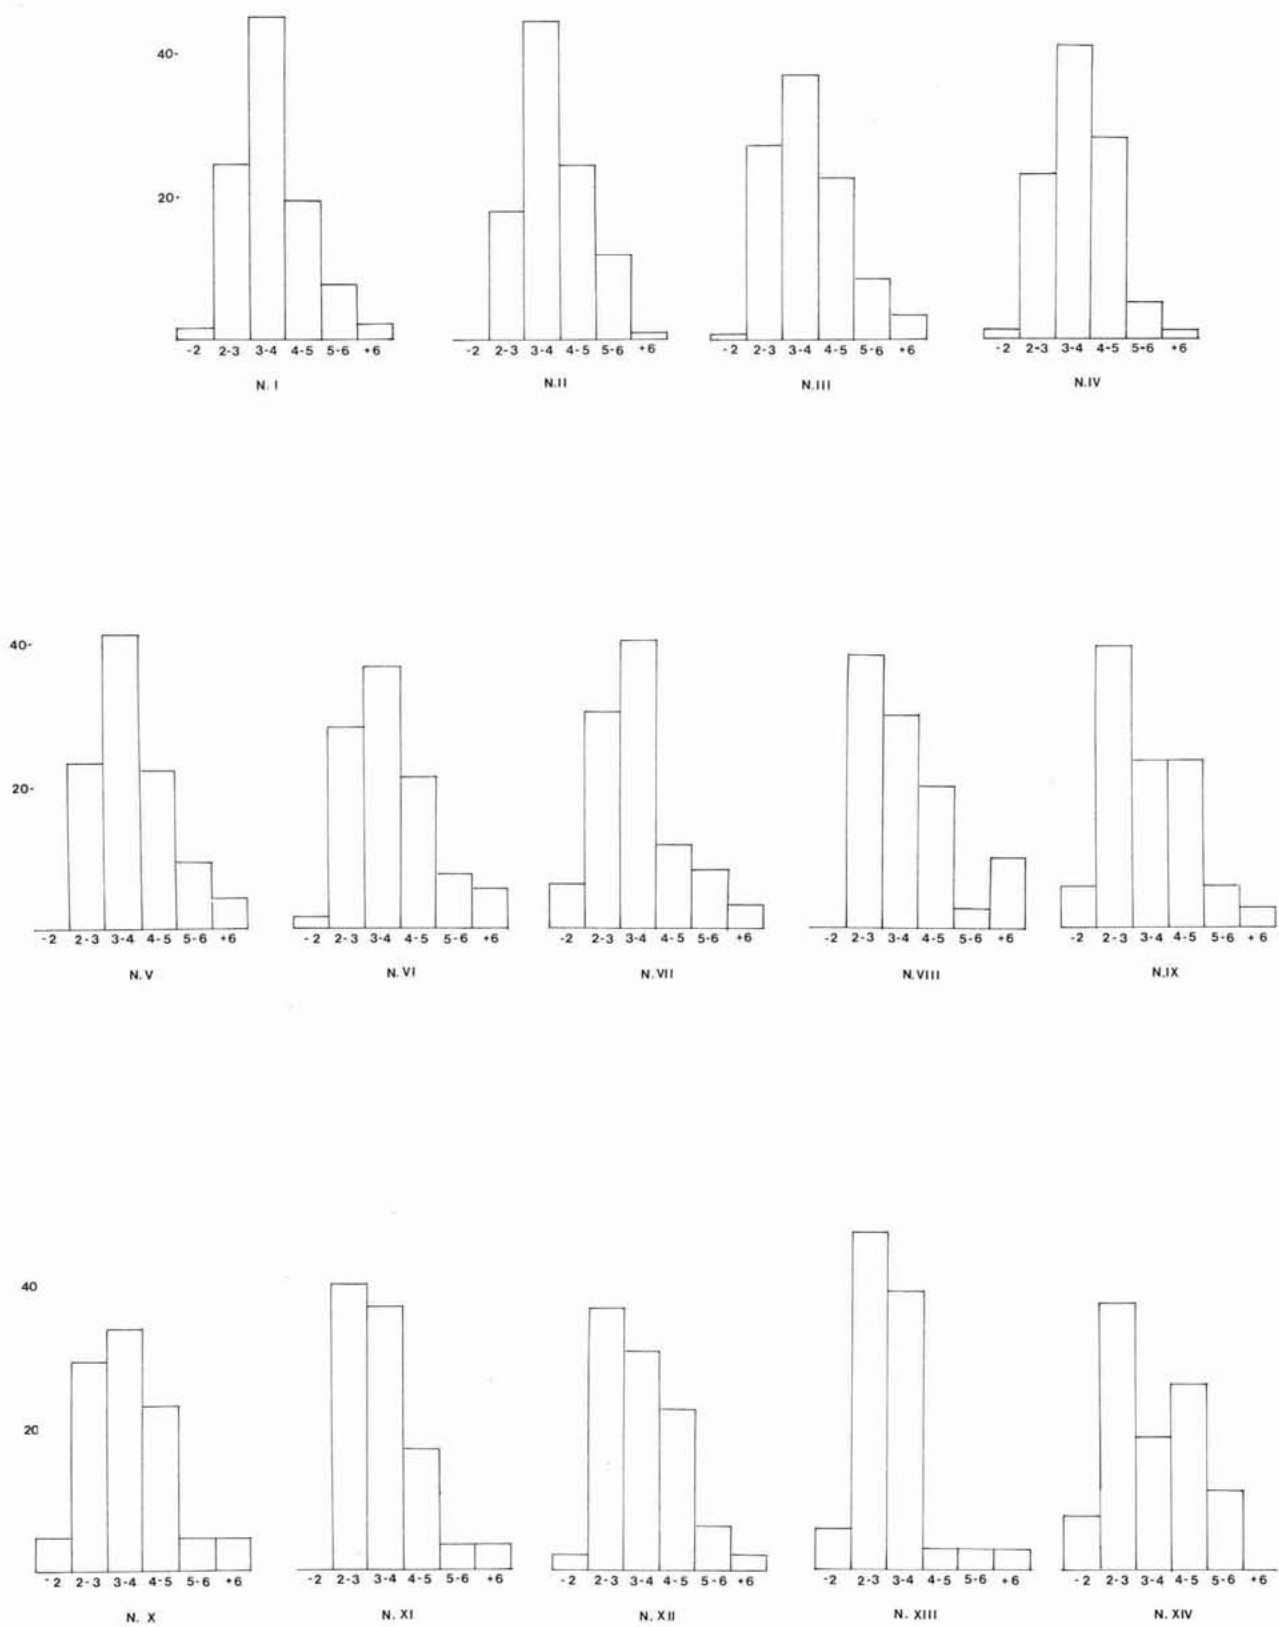 40-
20-
-2 2-3 3-4 4-5 5-6 +6
N. I
-2 2-3 3-4 4-5 5-6 +6
N.II
-2 2-3 3-4 4-5 5-6 +6
N.III
-2 2-3 3-4 4-5 5-6 +6
N.IV
40-
20-
-2 2-3 3-4 4-5 5-6 +6
N. V
-2 2-3 3-4 4-5 5-6 +6
N. VI
-2 2-3 3-4 4-5 5-6 +6
N. VII
-2 2-3 3-4 4-5 5-6 +6
N. VIII
-2 2-3 3-4 4-5 5-6 +6
N.IX
40
20
-2 2-3 3-4 4-5 5-6 +6
N. X
-2 2-3 3-4 4-5 5-6 +6
N. XI
-2 2-3 3-4 4-5 5-6 +6
N. XII
-2 2-3 3-4 4-5 5-6 +6
N. XIII
-2 2-3 3-4 4-5 5-6 +6
N. XIV